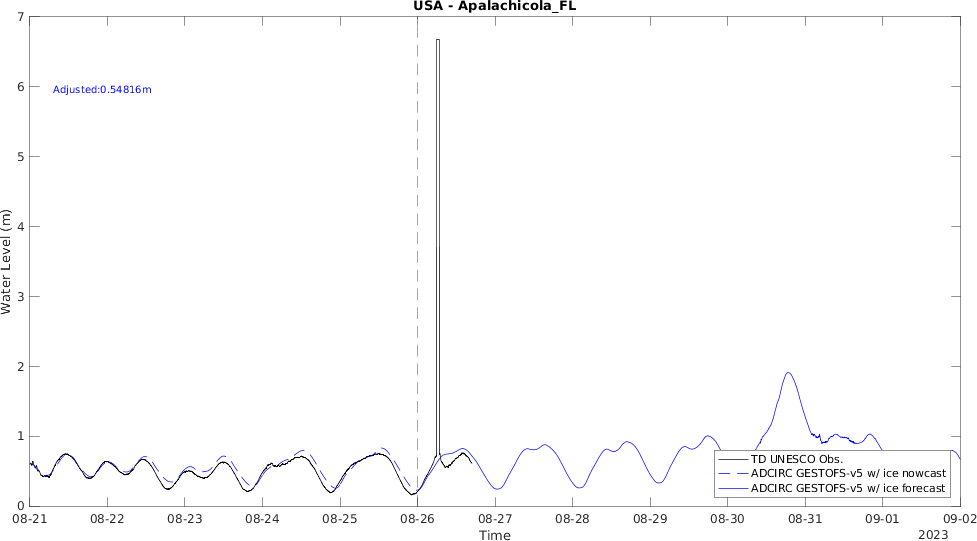 USA - Apalachicola_FL
7
6
5
4
3
2
1
0
Water Level (m)
Adjusted:0.54816m
TD UNESCO Obs.
ADCIRC GESTOFS-v5 w/ ice nowcast
ADCIRC GESTOFS-v5 w/ ice forecast
08-21 08-22 08-23 08-24 08-25 08-26 08-27 08-28 08-29 08-30 08-31 09-01 09-02
Time
2023